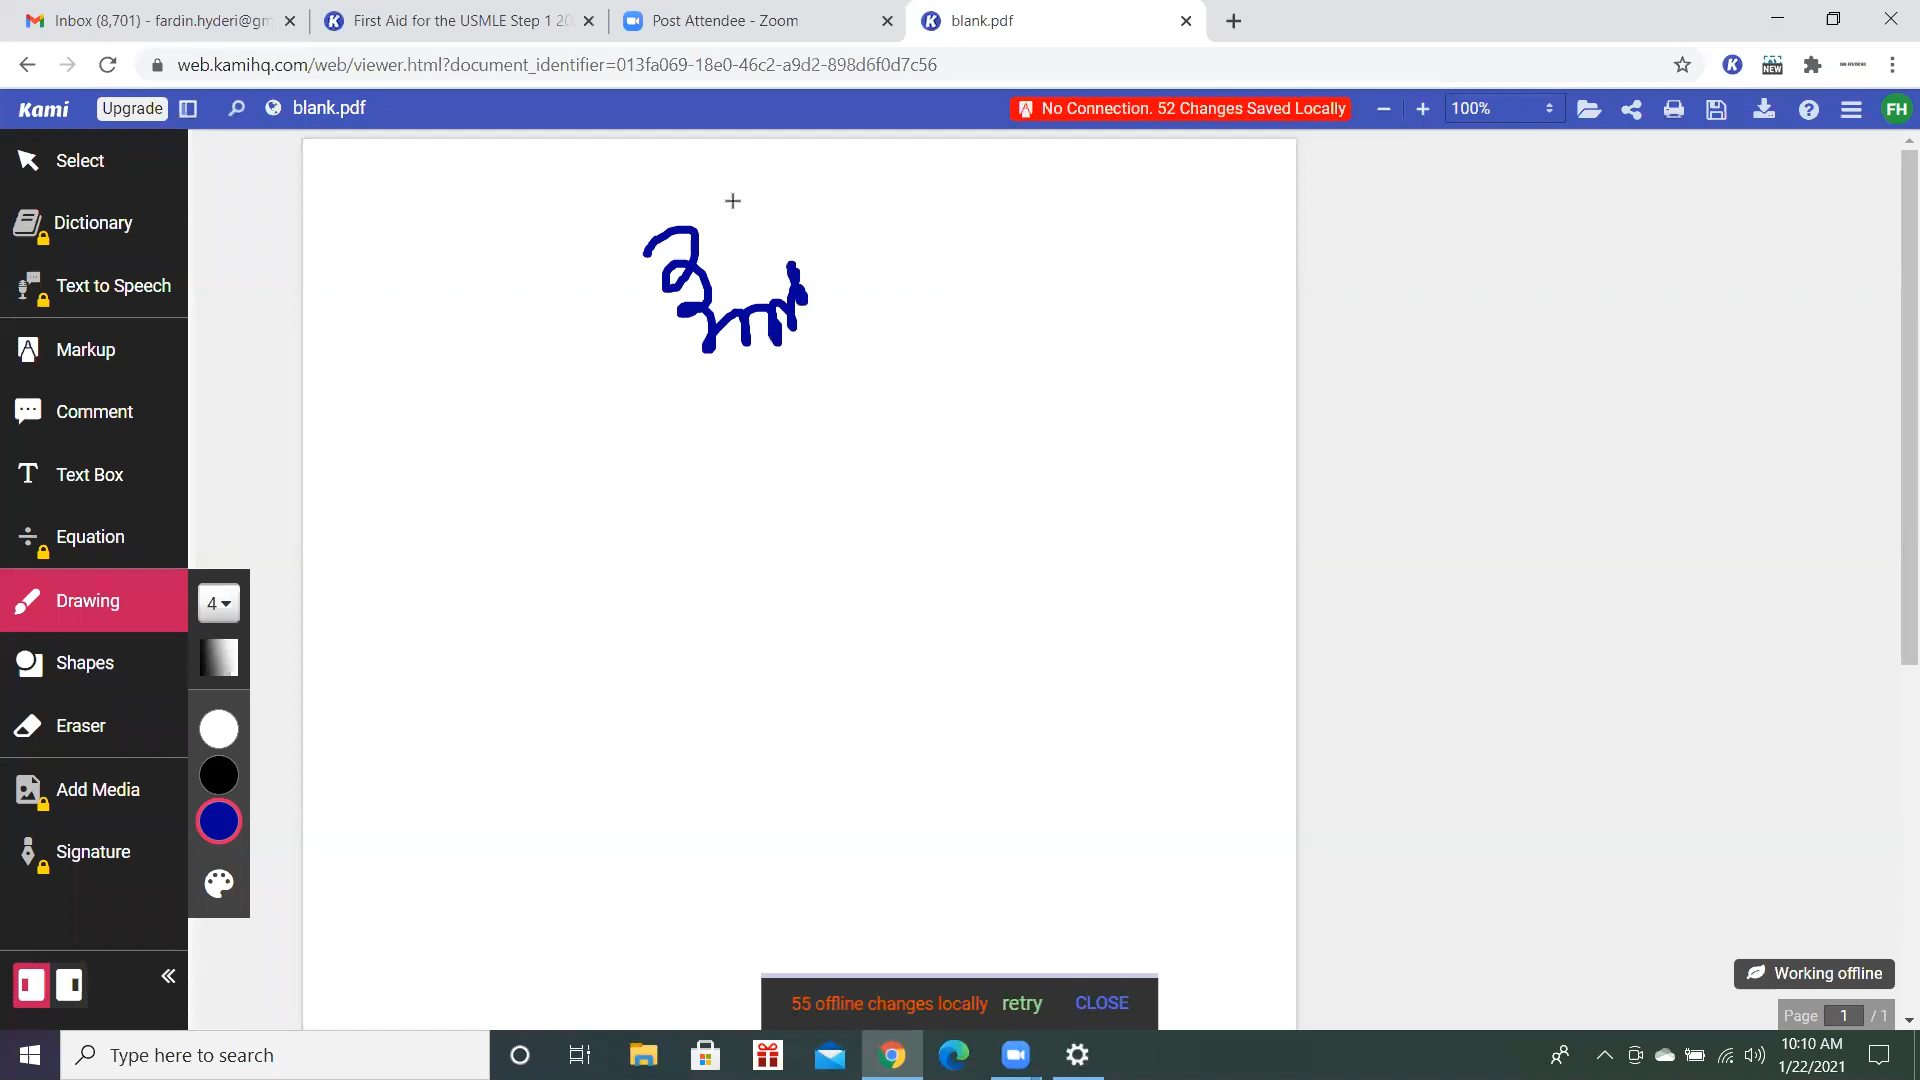 Inbox (8,701) - fardin.hyderi@gm
First Aid for the USMLE Step 1 20
Post Attendee - Zoom
blank.pdf
web.kamihq.com/web/viewer.html?document_identifier=013fa069-18e0-46c2-a9d2-898d6f0d7c56
NEW
Kami
Upgrade
blank.pdf
No Connection. 52 Changes Saved Locally
100%
FH
Select
Dictionary
Text to Speech
Markup
Comment
Text Box
Equation
Drawing
4
Shapes
Eraser
Add Media
Signature
Working offline
55 offline changes locally retry CLOSE
Page 1 / 1
Type here to search
10:10 AM
1/22/2021